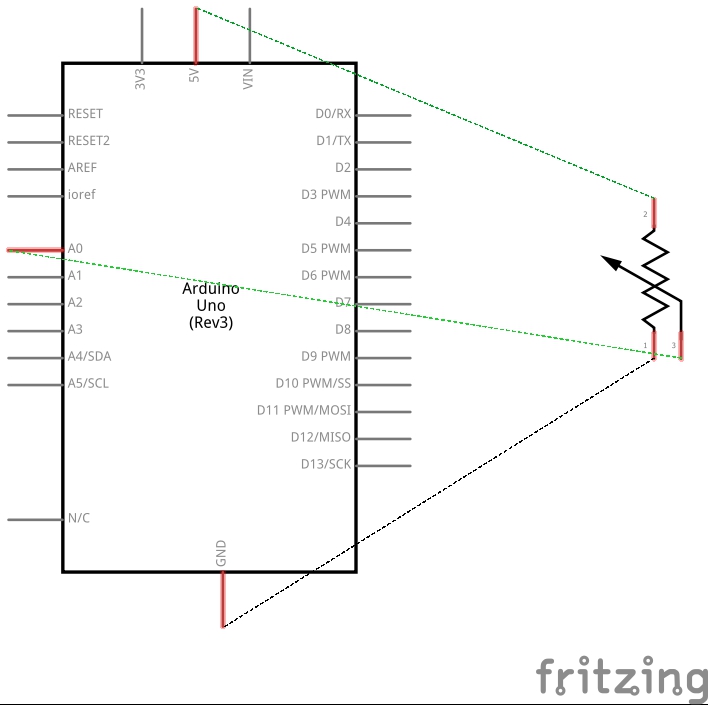 3V3
5V
VIN
RESET
RESET2
AREF
ioref
A0
A1
A2
A3
A4/SDA
A5/SCL
N/C
Arduino
Uno
(Rev3)
D0/RX
D1/TX
D2
D3 PWM
D4
D5 PWM
D6 PWM
D7
D8
D9 PWM
D10 PWM/SS
D11 PWM/MOSI
D12/MISO
D13/SCK
GND
2
1
3
fritzing